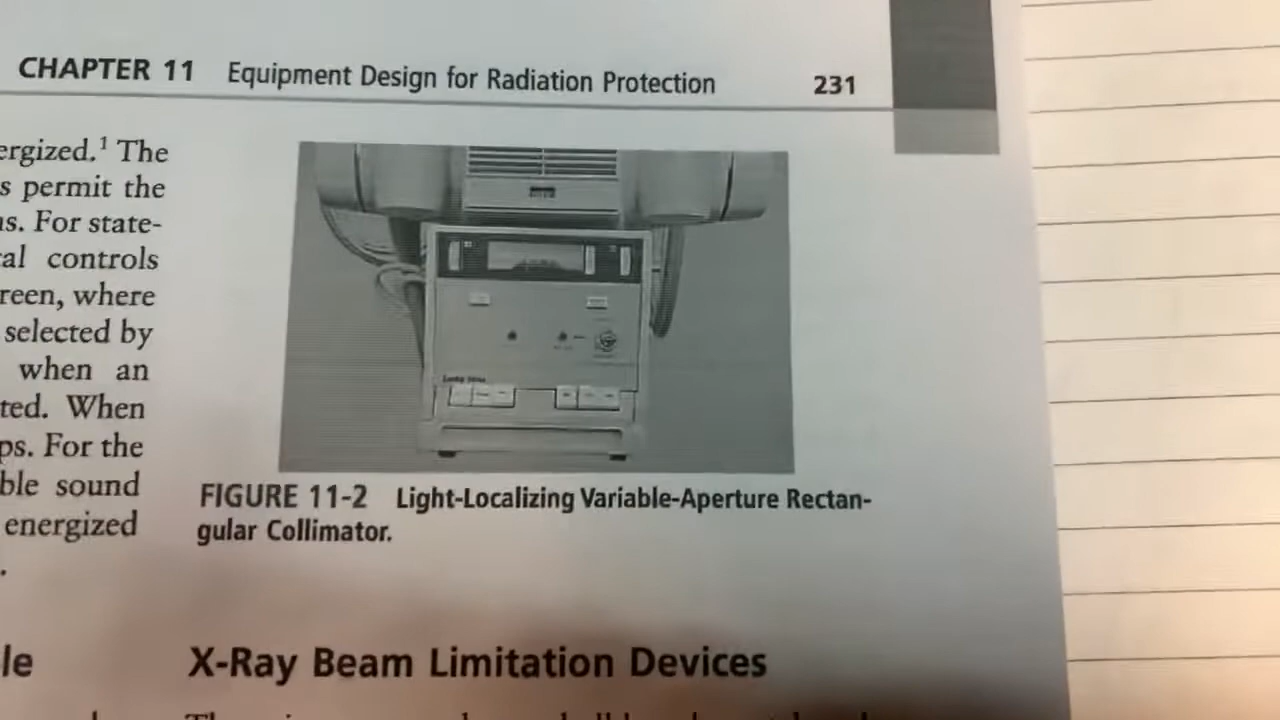 CHAPTER 11 Equipment Design for Radiation Protection 231
ergized.¹ The
s permit the
s. For state-
al controls
reen, where
selected by
when an
ted. When
ps. For the
ble sound
energized
.
FIGURE 11-2 Light-Localizing Variable-Aperture Rectan-
gular Collimator.
le
X-Ray Beam Limitation Devices